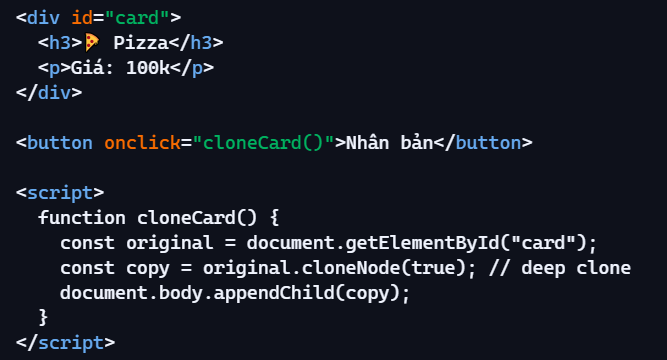 <div id="card">
  <h3>🍕 Pizza</h3>
  <p>Giá: 100k</p>
</div>

<button onclick="cloneCard()">Nhân bản</button>

<script>
  function cloneCard() {
    const original = document.getElementById("card");
    const copy = original.cloneNode(true); // deep clone
    document.body.appendChild(copy);
  }
</script>